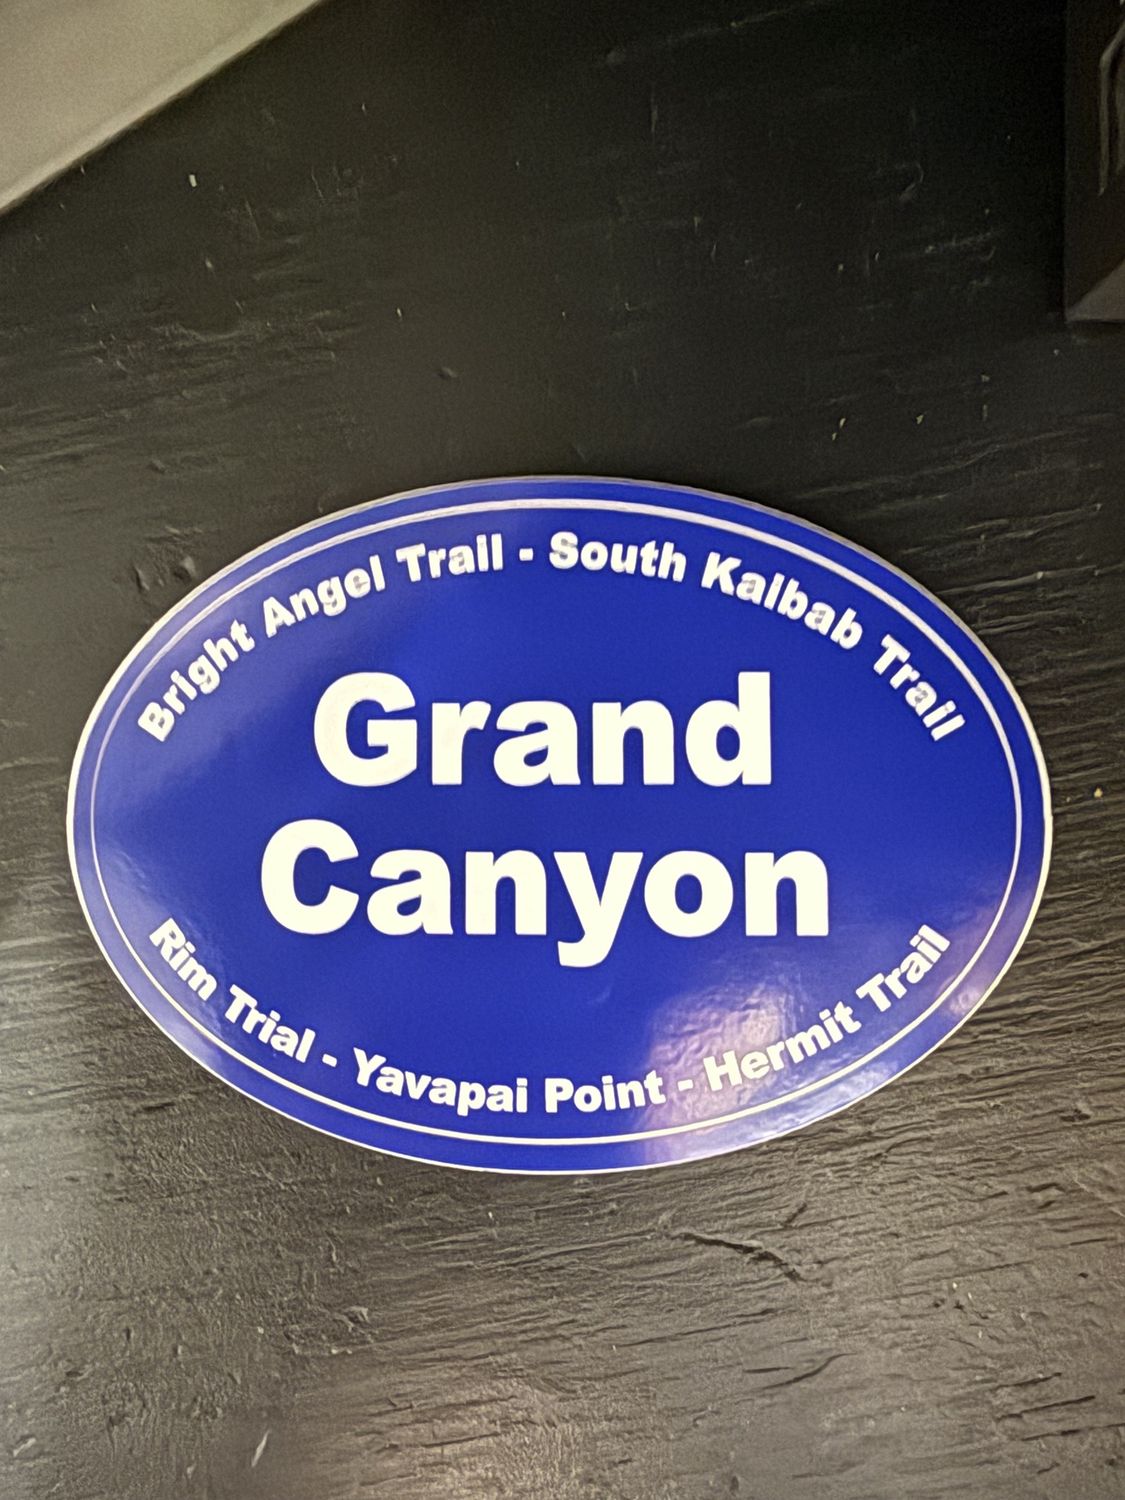 Bright Angel Trail - South Kaibab Trail
Grand
Canyon
Rim Trial - Yavapai Point - Hermit Trail